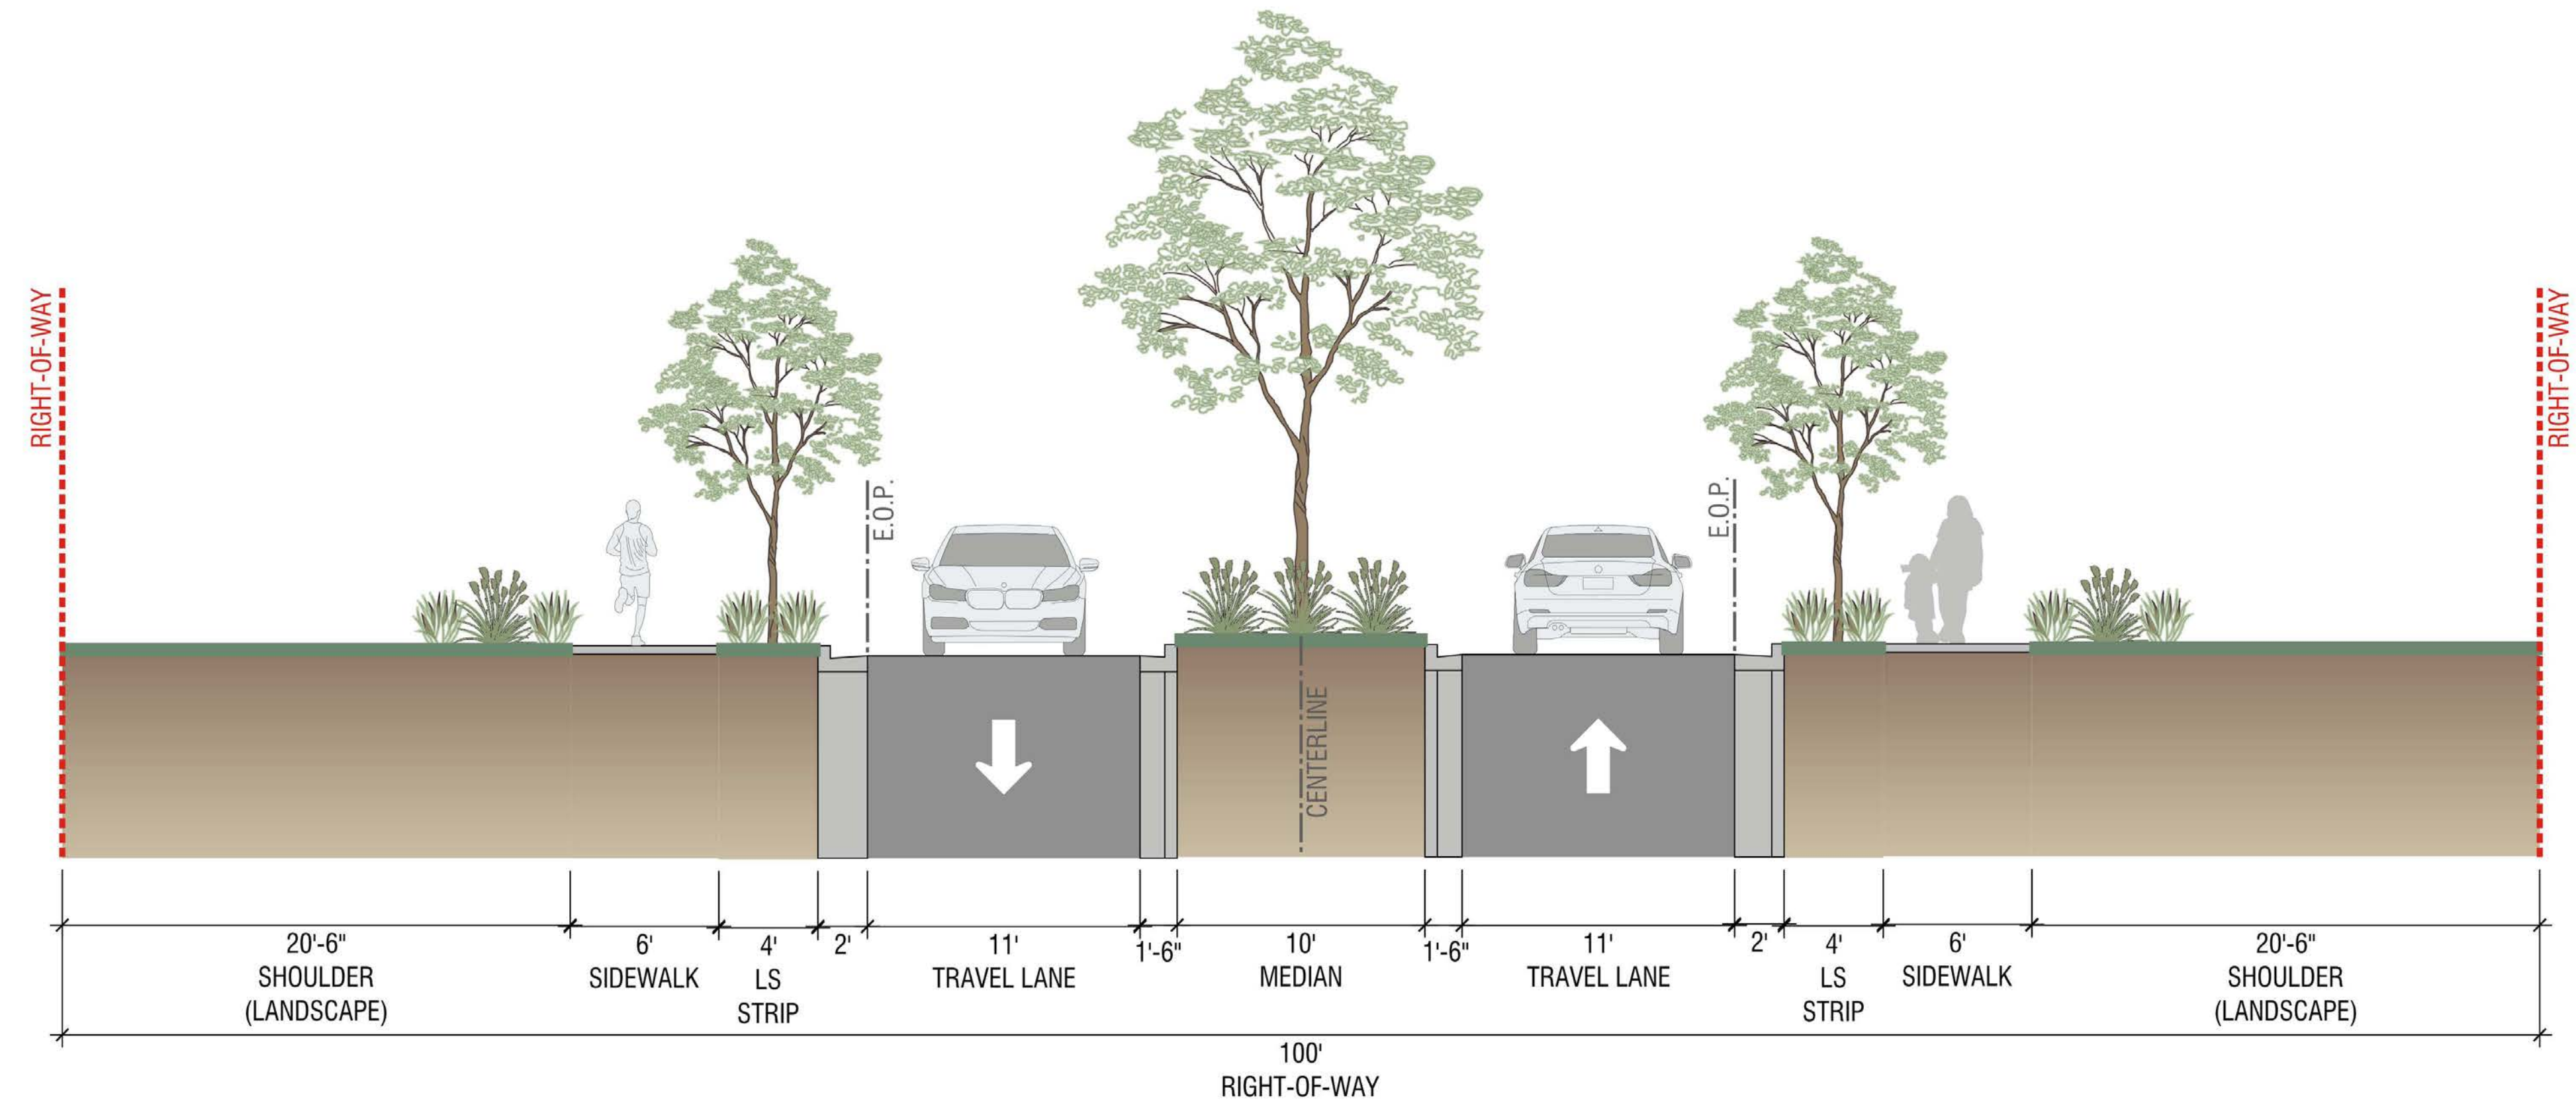 RIGHT-OF-WAY
E.O.P.
CENTERLINE
E.O.P.
RIGHT-OF-WAY
20'-6"
SHOULDER
(LANDSCAPE)
6'
SIDEWALK
4'
LS
STRIP
2'
11'
TRAVEL LANE
1'-6"
10'
MEDIAN
1'-6"
11'
TRAVEL LANE
2'
4'
LS
STRIP
6'
SIDEWALK
20'-6"
SHOULDER
(LANDSCAPE)
100'
RIGHT-OF-WAY